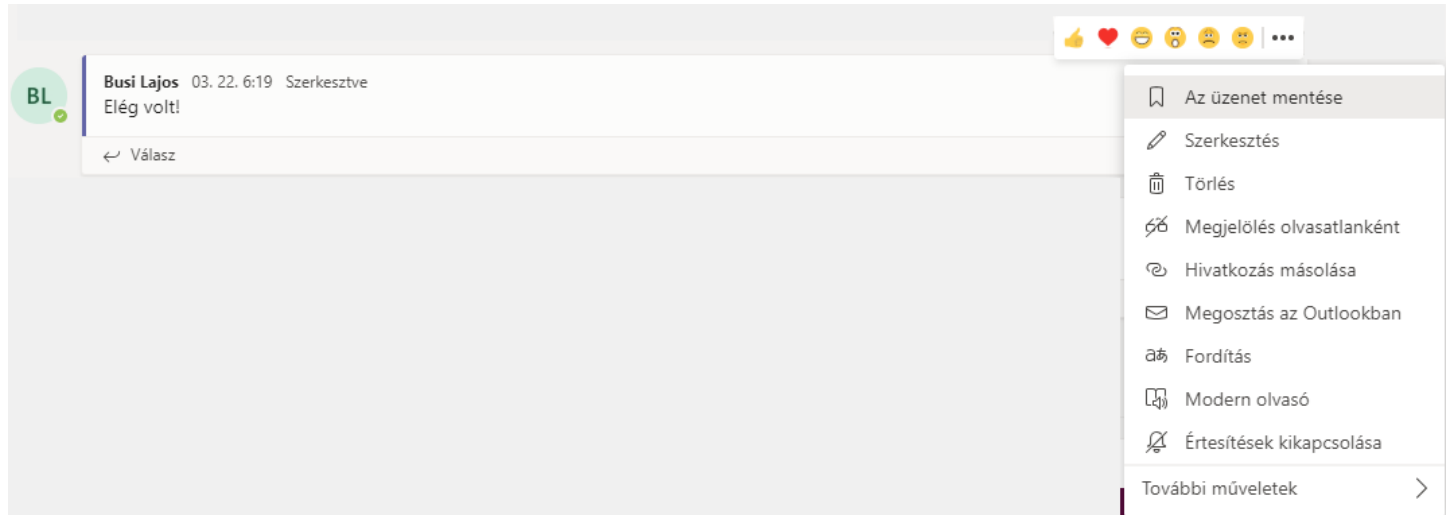 BL
Busi Lajos 03. 22. 6:19 Szerkesztve
Elég volt!
Válasz
Az üzenet mentése
Szerkesztés
Törlés
Megjelölés olvasatlanként
Hivatkozás másolása
Megosztás az Outlookban
Fordítás
Modern olvasó
Értesítések kikapcsolása
További műveletek